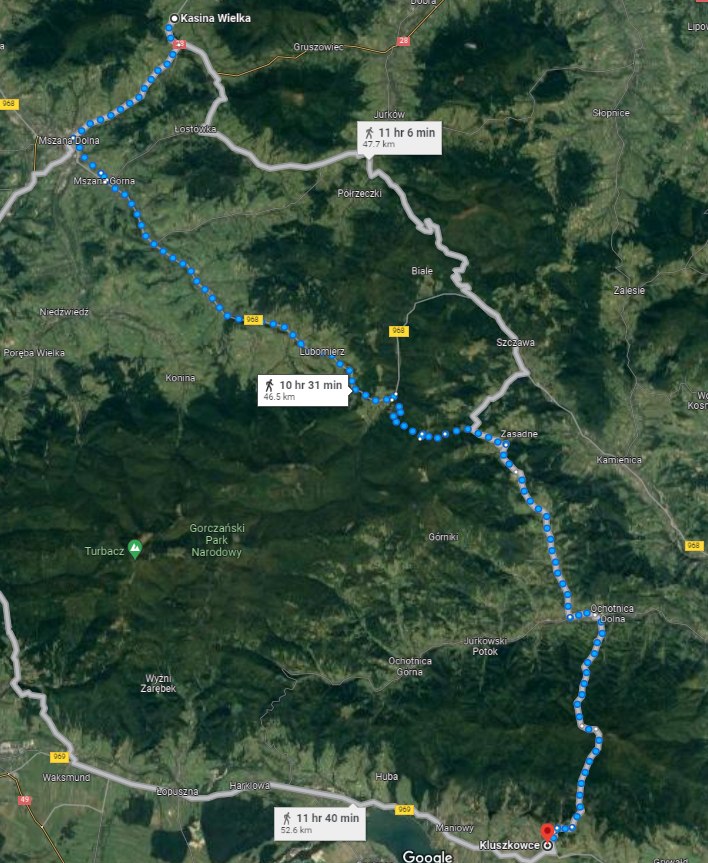 Dobra
Kasina Wielka
28
Gruszowiec
28
968
Jurków
Słopnice
Łostówka
11 hr 6 min
47.7 km
Mszana Dolna
Mszana Górna
Półrzeczki
Białe
Zalesie
Niedźwiedź
968
968
Szczawa
Poręba Wielka
Lubomierz
Konina
10 hr 31 min
46.5 km
Zasadne
Kamienica
Gorczański
Park
Narodowy
Turbacz
Górniki
968
Ochotnica
Dolna
Jurkowski
Potok
Ochotnica
Górna
Wyźni
Zarębek
969
Waksmund
Łopuszna
Harklowa
Huba
49
969
11 hr 40 min
52.6 km
Maniowy
Kluszkowce
Google